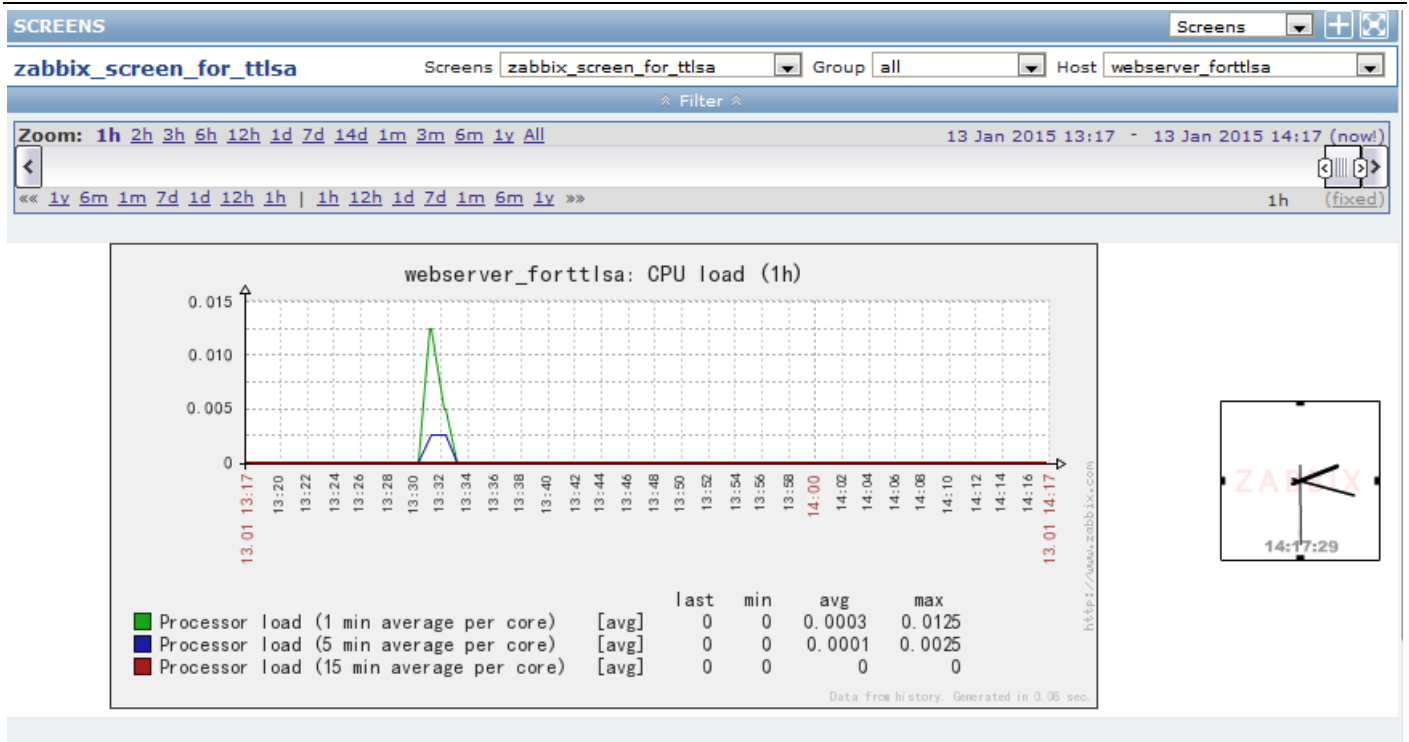 SCREENS Screens
zabbix_screen_for_ttlsa Screens zabbix_screen_for_ttlsa Group all Host webserver_forttlsa
Filter
Zoom: 1h 2h 3h 6h 12h 1d 7d 14d 1m 3m 6m 1y All 13 Jan 2015 13:17 - 13 Jan 2015 14:17 (now!)
«« 1y 6m 1m 7d 1d 12h 1h | 1h 12h 1d 7d 1m 6m 1y »» 1h (fixed)
webserver_forttlsa: CPU load (1h)
0.015
0.010
0.005
0
13.01 13:17 13:20 13:22 13:24 13:26 13:28 13:30 13:32 13:34 13:36 13:38 13:40 13:42 13:44 13:46 13:48 13:50 13:52 13:54 13:56 13:58 14:00 14:02 14:04 14:06 14:08 14:10 14:12 14:14 14:16 13.01 14:17
http://www.zabbix.com
ZABBIX
14:17:29
last min avg max
Processor load (1 min average per core) [avg] 0 0 0.0003 0.0125
Processor load (5 min average per core) [avg] 0 0 0.0001 0.0025
Processor load (15 min average per core) [avg] 0 0 0 0
Data from history. Generated in 0.08 sec.